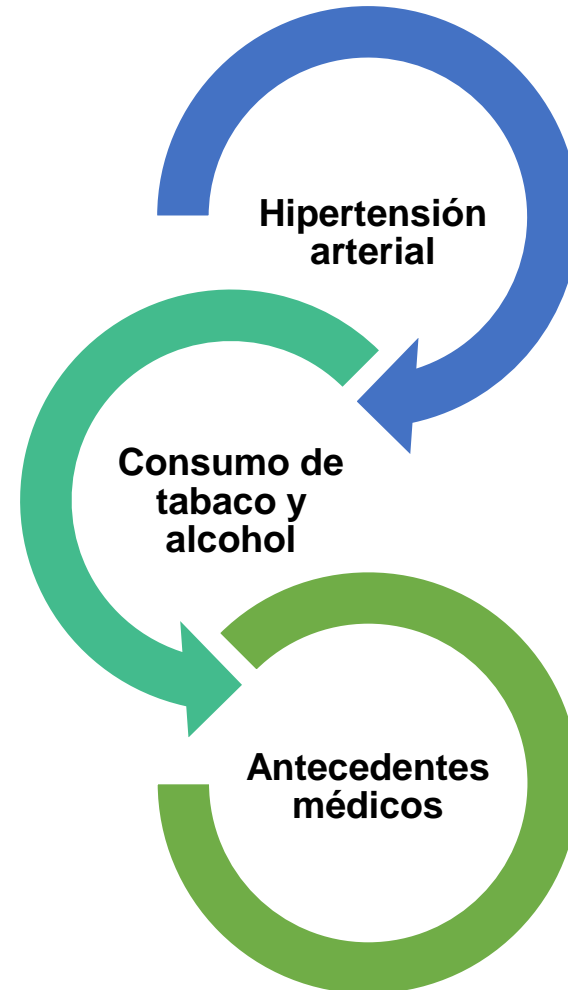 Hipertensión
arterial
Consumo de
tabaco y
alcohol
Antecedentes
médicos